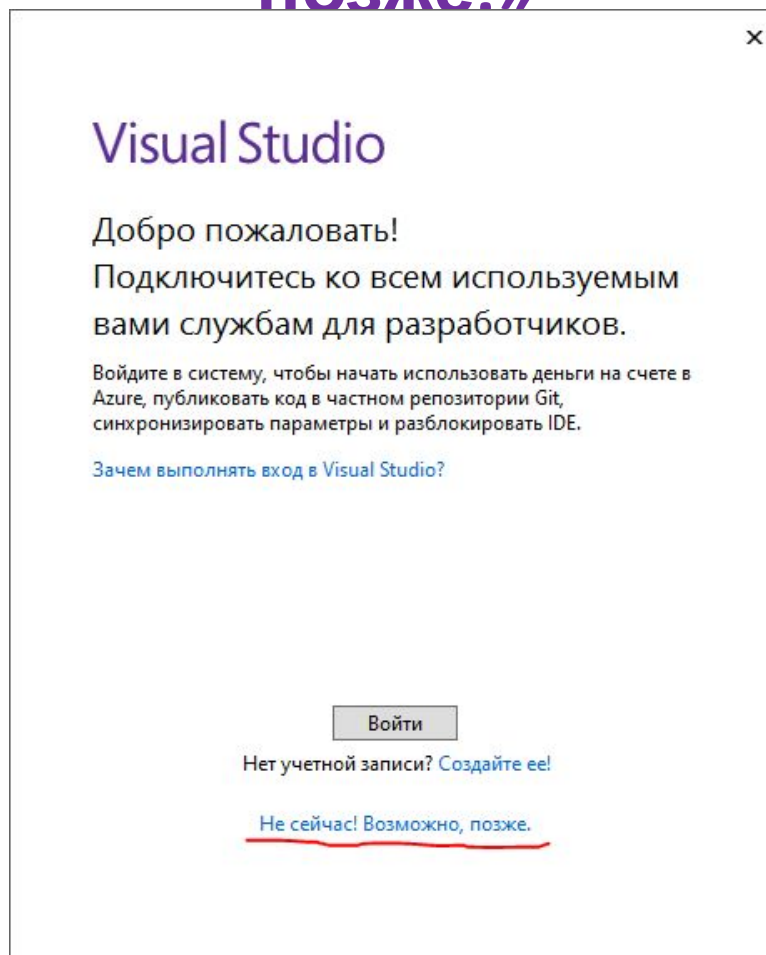 позже.»
Visual Studio
Добро пожаловать!
Подключитесь ко всем используемым
вами службам для разработчиков.
Войдите в систему, чтобы начать использовать деньги на счете в
Azure, публиковать код в частном репозитории Git,
синхронизировать параметры и разблокировать IDE.
Зачем выполнять вход в Visual Studio?
Войти
Нет учетной записи? Создайте ее!
Не сейчас! Возможно, позже.